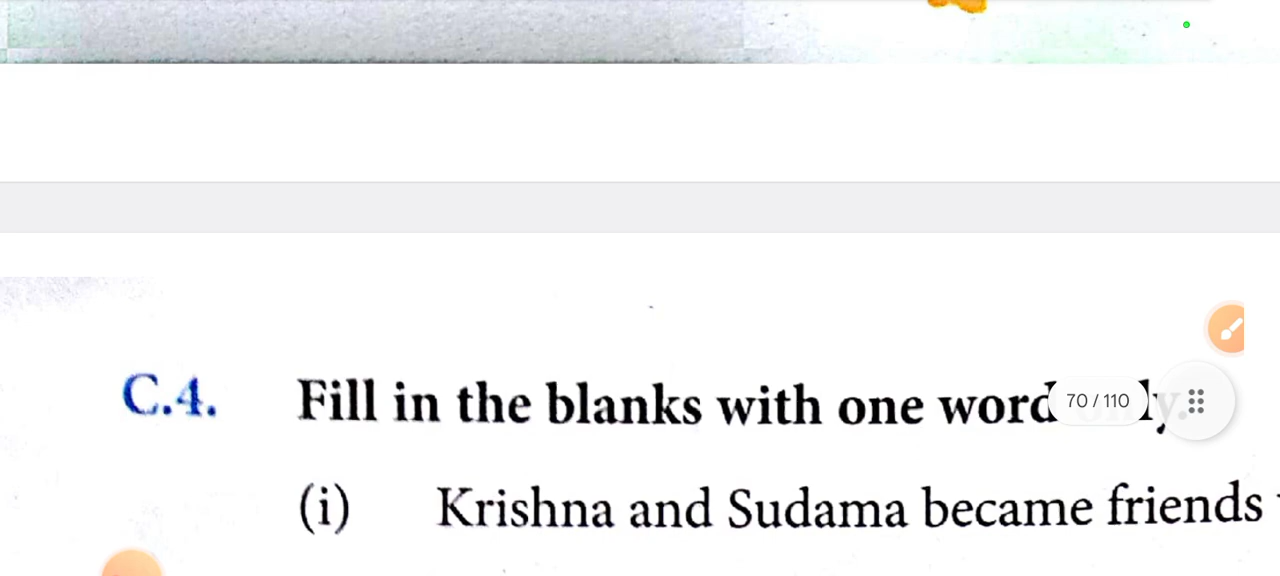 C.4. Fill in the blanks with one word
70 / 110
(i) Krishna and Sudama became friends